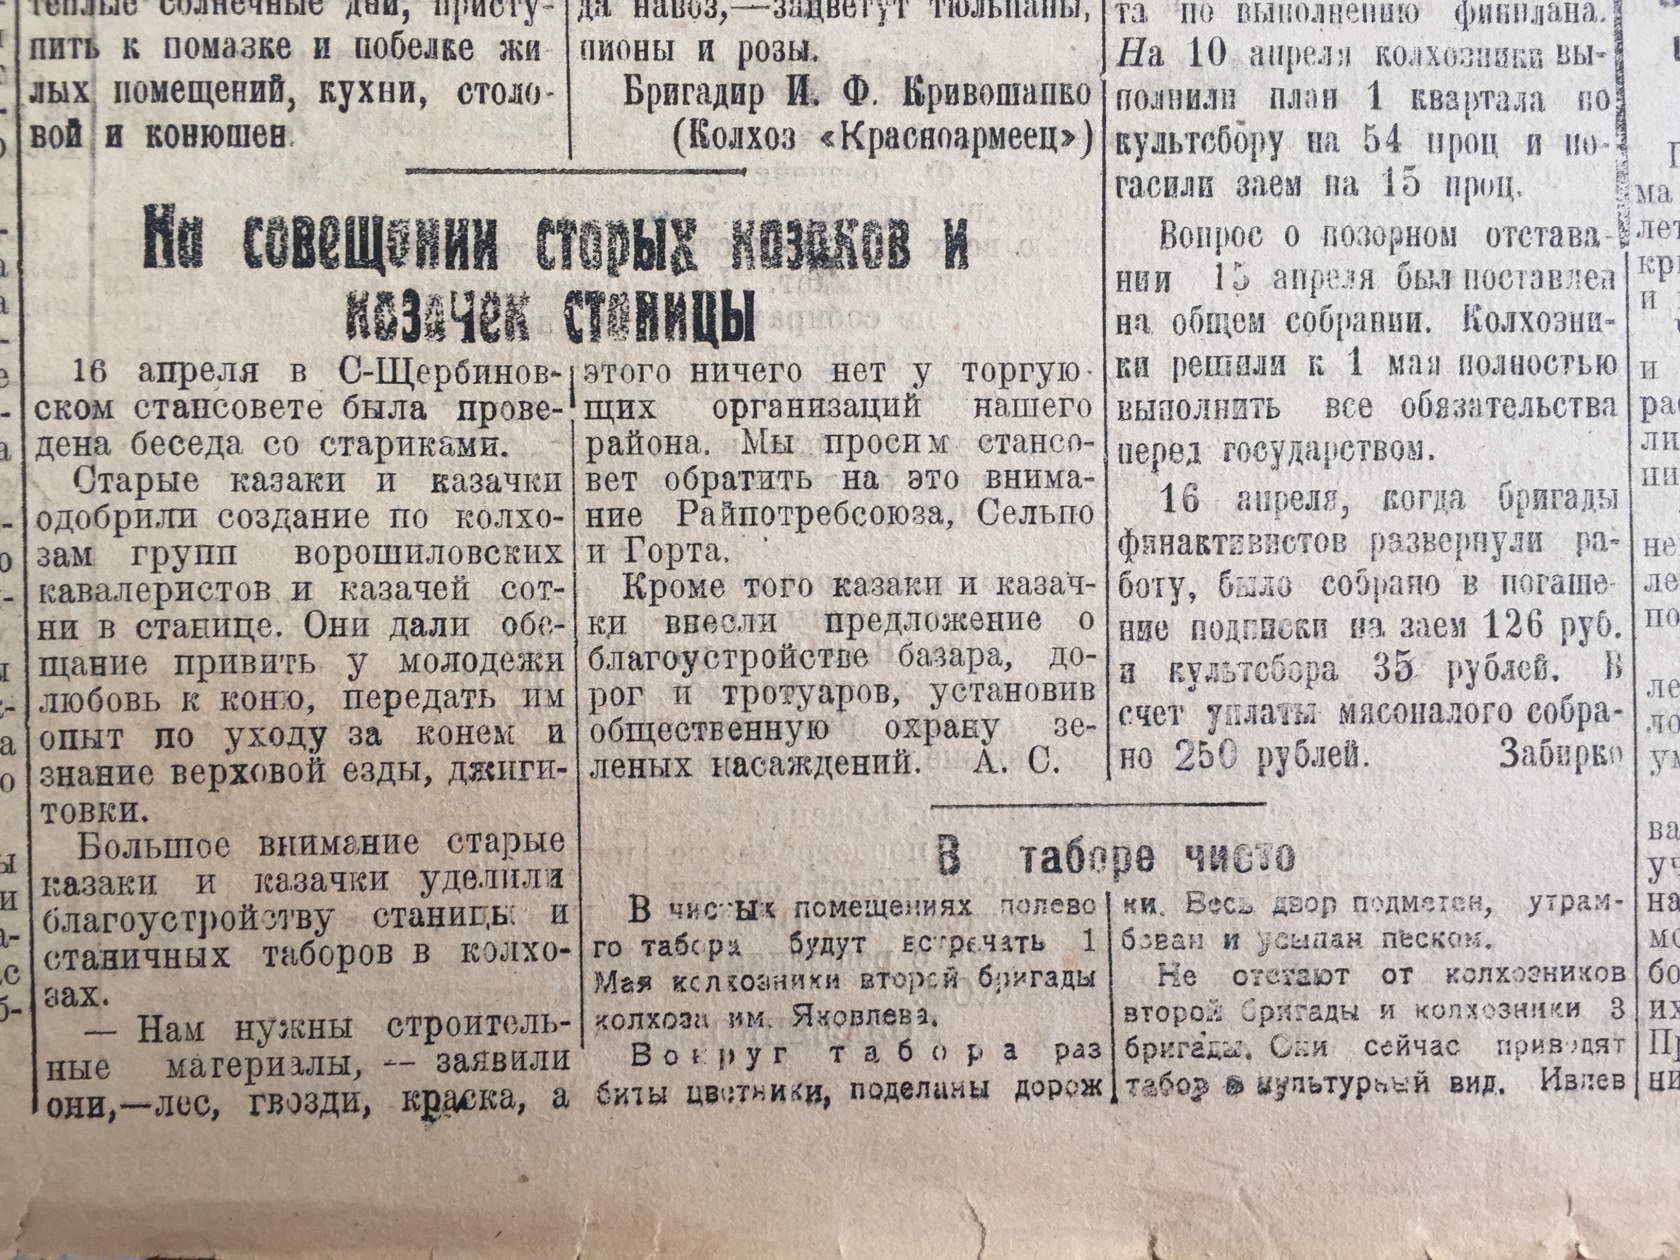 теплые солнечные дни, присту-
пить к помазке и побелке жи
лых помещений, кухни, столо-
вой и конюшен.
да навоз,—зацветут тюльпаны,
пионы и розы.
Бригадир И. Ф. Кривошапко
(Колхоз «Красноармеец»)
На совещании старых казаков и
козачек станицы
16 апреля в С-Щербинов-
ском стансовете была прове-
дена беседа со стариками.
Старые казаки и казачки
одобрили создание по колхо-
зам групп ворошиловских
кавалеристов и казачей сот-
ни в станице. Они дали обе-
щание привить у молодежи
любовь к коню, передать им
опыт по уходу за конем и
знание верховой езды, джиги-
товки.
Большое внимание старые
казаки и казачки уделили
благоустройству станицы и
станичных таборов в колхо-
зах.
— Нам нужны строитель-
ные материалы, — заявили
они,—лес, гвозди, краска, а
этого ничего нет у торгую-
щих организаций нашего
района. Мы просим стансо-
вет обратить на это внима-
ние Райпотребсоюза, Сельпо
и Горта.
Кроме того казаки и казач-
ки внесли предложение о
благоустройстве базара, до-
рог и тротуаров, установив
общественную охрану зе-
леных насаждений. А. С.
та по выполнению финплана.
На 10 апреля колхозники вы-
полнили план 1 квартала по
культсбору на 54 проц и по-
гасили заем на 15 проц.
Вопрос о позорном отстава-
нии 15 апреля был поставлен
на общем собрании. Колхозни-
ки решили к 1 мая полностью
выполнить все обязательства
перед государством.
16 апреля, когда бригады
финактивистов развернули ра-
боту, было собрано в погаше-
ние подписки на заем 126 руб.
и культсбора 35 рублей. В
счет уплаты мясоналого собра-
но 250 рублей. Забирко
В таборе чисто
В чистых помещениях полево
го табора будут встречать 1
Мая колхозники второй бригады
колхоза им. Яковлева.
Вокруг табора раз
биты цветники, поделаны дорож
ки. Весь двор подметен, утрам-
бован и усыпан песком.
Не отстают от колхозников
второй бригады и колхозники 3
бригады. Они сейчас приводят
табор в культурный вид. Ивлев